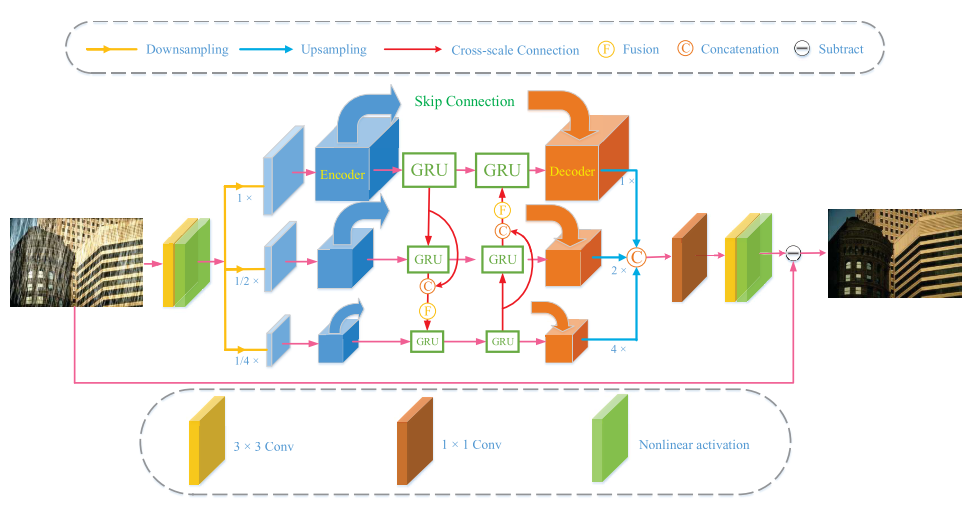 Downsampling
Upsampling
Cross-scale Connection
F Fusion
C Concatenation
Subtract
Skip Connection
Encoder
GRU
GRU
Decoder
1 ×
1 ×
F
C
GRU
GRU
1/2 ×
2 ×
C
C
F
GRU
GRU
1/4 ×
4 ×
3 × 3 Conv
1 × 1 Conv
Nonlinear activation